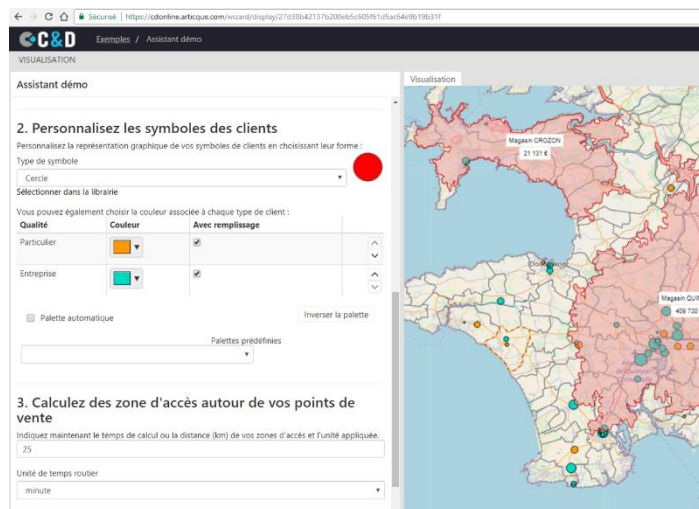 Sécurisé | https://cdonline.articque.com/wizard/display/27d38b42137b200eb5c605f61d5ac64e9b19b31f
C&D
Exemples / Assistant démo
VISUALISATION
Assistant démo
2. Personnalisez les symboles des clients
Personnalisez la représentation graphique de vos symboles de clients en choisissant leur forme :
Type de symbole
Cercle
Sélectionner dans la librairie
Vous pouvez également choisir la couleur associée à chaque type de client :
Qualité Couleur Avec remplissage
Particulier
Entreprise
Palette automatique
Inverser la palette
Palettes prédéfinies
3. Calculez des zone d'accès autour de vos points de
vente
Indiquez maintenant le temps de calcul ou la distance (km) de vos zones d'accès et l'unité appliquée.
25
Unité de temps routier
minute
Visualisation
Magasin CROZON
21 131 €
Magasin QUI
409 730